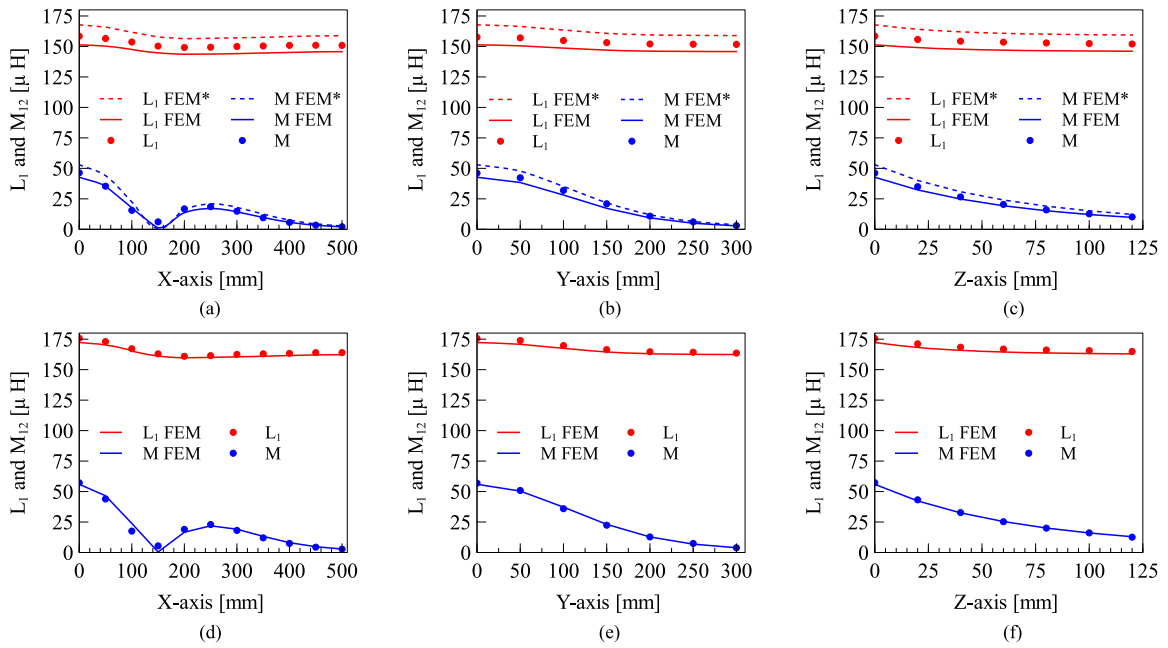 175
150
125
100
75
50
25
0
L₁ and M₁₂ [μ H]
L₁ FEM*
M FEM*
L₁ FEM
M FEM
L₁
M
0 100 200 300 400 500
X-axis [mm]
(a)
175
150
125
100
75
50
25
0
L₁ and M₁₂ [μ H]
L₁ FEM*
M FEM*
L₁ FEM
M FEM
L₁
M
0 50 100 150 200 250 300
Y-axis [mm]
(b)
175
150
125
100
75
50
25
0
L₁ and M₁₂ [μ H]
L₁ FEM*
M FEM*
L₁ FEM
M FEM
L₁
M
0 25 50 75 100 125
Z-axis [mm]
(c)
175
150
125
100
75
50
25
0
L₁ and M₁₂ [μ H]
L₁ FEM
L₁
M FEM
M
0 100 200 300 400 500
X-axis [mm]
(d)
175
150
125
100
75
50
25
0
L₁ and M₁₂ [μ H]
L₁ FEM
L₁
M FEM
M
0 50 100 150 200 250 300
Y-axis [mm]
(e)
175
150
125
100
75
50
25
0
L₁ and M₁₂ [μ H]
L₁ FEM
L₁
M FEM
M
0 25 50 75 100 125
Z-axis [mm]
(f)